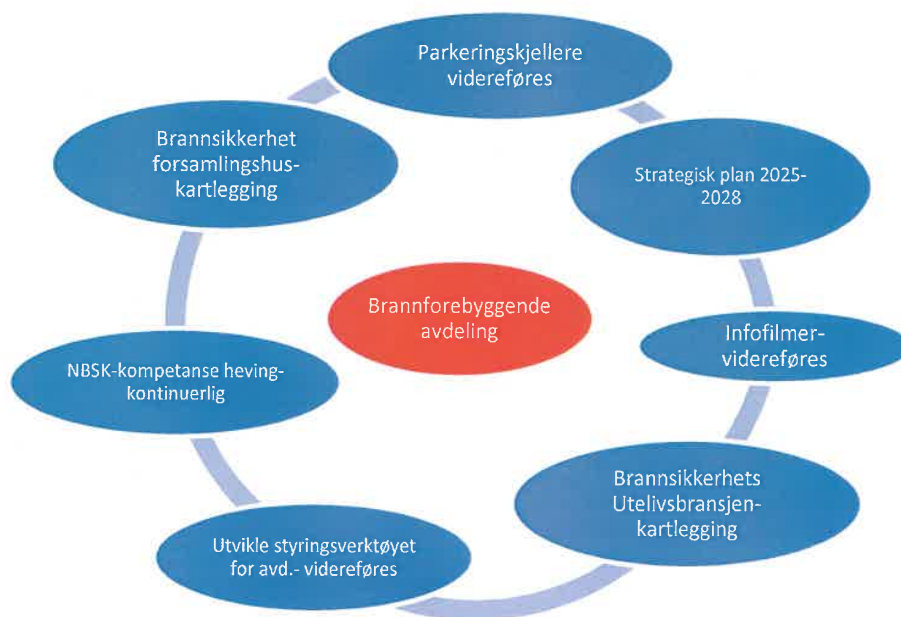 Parkeringskjellere
videreføres
Strategisk plan 2025-
2028
Infofilmer-
videreføres
Brannsikkerhets
Utelivsbransjen-
kartlegging
Utvikle styringsverktøyet
for avd.- videreføres
NBSK-kompetanse heving-
kontinuerlig
Brannsikkerhet
forsamlingshus-
kartlegging
Brannforebyggende
avdeling